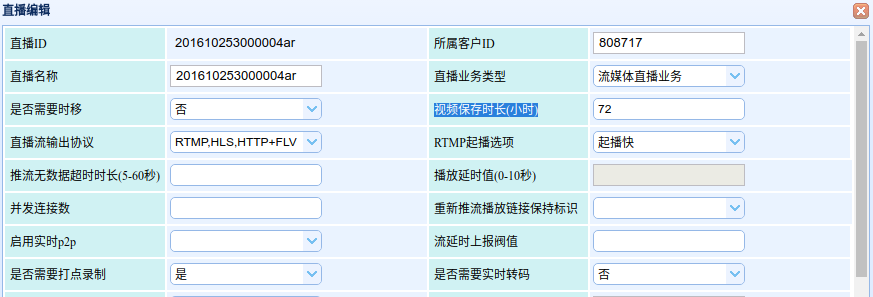 直播编辑
直播ID 201610253000004ar 所属客户ID 808717
直播名称 201610253000004ar 直播业务类型 流媒体直播业务
是否需要时移 否 视频保存时长(小时) 72
直播流输出协议 RTMP,HLS,HTTP+FLV RTMP起播选项 起播快
推流无数据超时时长(5-60秒) 播放延时值(0-10秒)
并发连接数 重新推流播放链接保持标识
启用实时p2p 流延时上报阀值
是否需要打点录制 是 是否需要实时转码 否